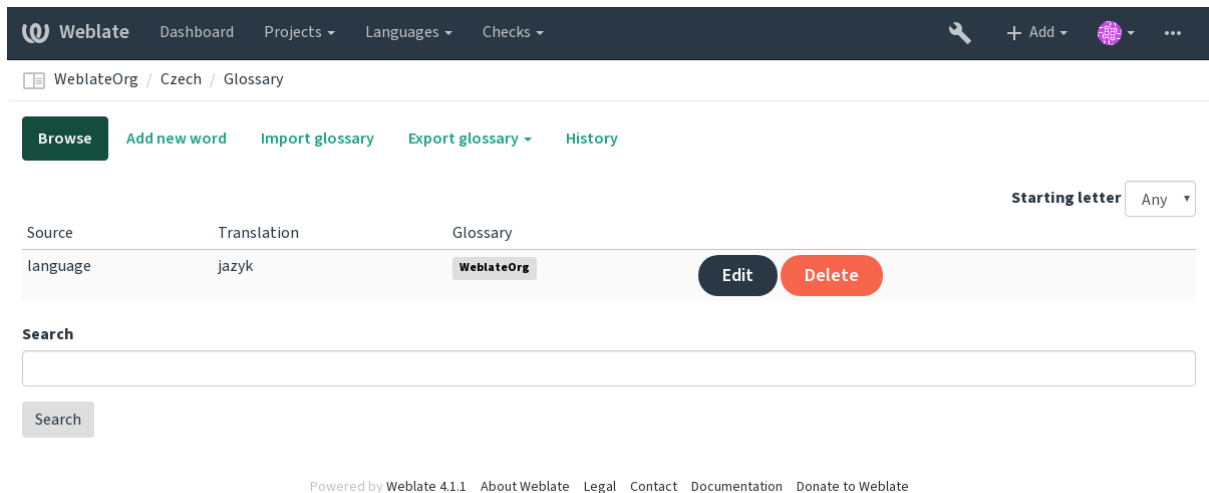 Weblate Dashboard Projects Languages Checks Add
WeblateOrg / Czech / Glossary
Browse Add new word Import glossary Export glossary History
Starting letter Any
Source Translation Glossary
language jazyk WeblateOrg Edit Delete
Search
Search
Powered by Weblate 4.1.1 About Weblate Legal Contact Documentation Donate to Weblate